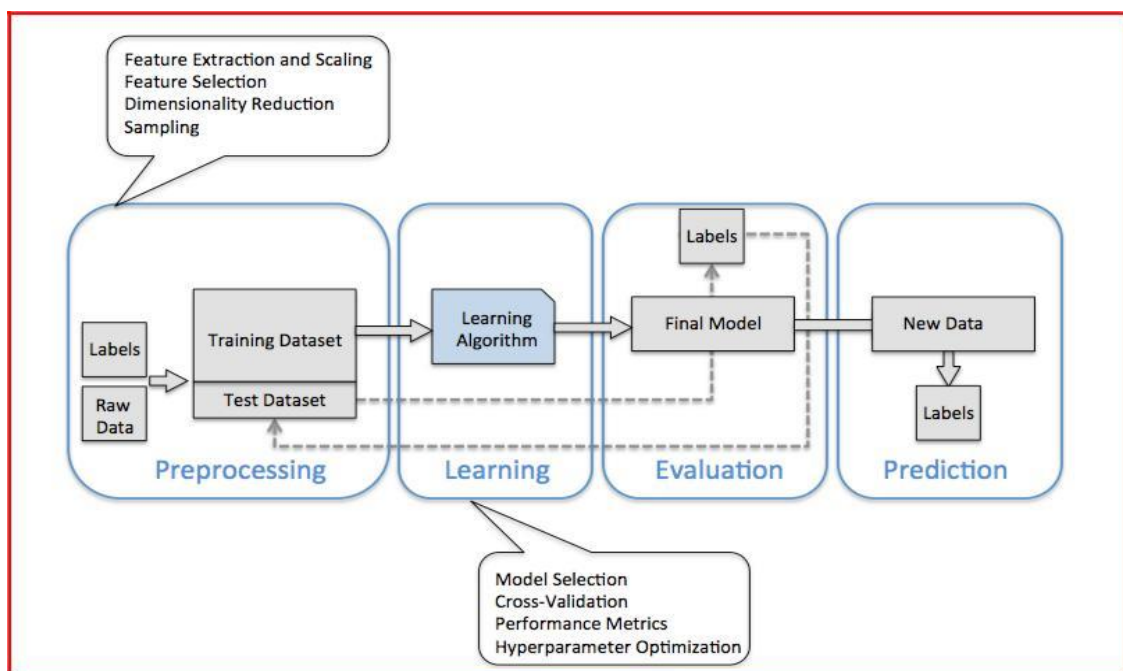 Feature Extraction and Scaling
Feature Selection
Dimensionality Reduction
Sampling
Labels
Raw
Data
Training Dataset
Test Dataset
Preprocessing
Learning
Algorithm
Learning
Labels
Final Model
Evaluation
New Data
Labels
Prediction
Model Selection
Cross-Validation
Performance Metrics
Hyperparameter Optimization